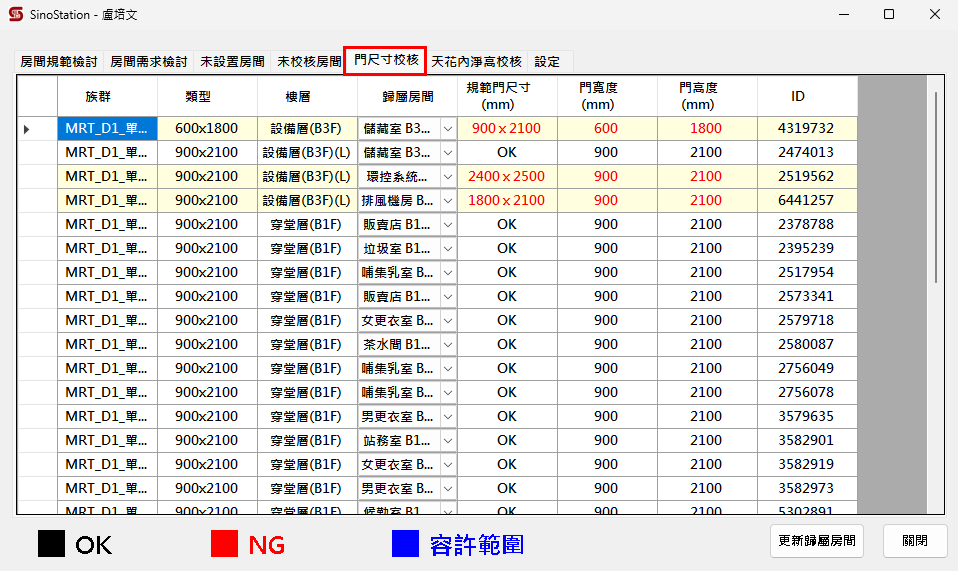 SinoStation - 盧培文
房間規範檢討 房間需求檢討 未設置房間 未校核房間 門尺寸校核 天花內淨高校核 設定
族群 類型 樓層 歸屬房間 規範門尺寸 (mm) 門寬度 (mm) 門高度 (mm) ID
MRT_D1_單... 600x1800 設備層(B3F) 儲藏室 B3... 900 x 2100 600 1800 4319732
MRT_D1_單... 900x2100 設備層(B3F)(L) 儲藏室 B3... OK 900 2100 2474013
MRT_D1_單... 900x2100 設備層(B3F)(L) 環控系統... 2400 x 2500 900 2100 2519562
MRT_D1_單... 900x2100 設備層(B3F)(L) 排風機房 B... 1800 x 2100 900 2100 6441257
MRT_D1_單... 900x2100 穿堂層(B1F) 販賣店 B1... OK 900 2100 2378788
MRT_D1_單... 900x2100 穿堂層(B1F) 垃圾室 B... OK 900 2100 2395239
MRT_D1_單... 900x2100 穿堂層(B1F) 哺集乳室 B... OK 900 2100 2517954
MRT_D1_單... 900x2100 穿堂層(B1F) 販賣店 B1... OK 900 2100 2573341
MRT_D1_單... 900x2100 穿堂層(B1F) 女更衣室 B... OK 900 2100 2579718
MRT_D1_單... 900x2100 穿堂層(B1F) 茶水間 B1... OK 900 2100 2580087
MRT_D1_單... 900x2100 穿堂層(B1F) 哺集乳室 B... OK 900 2100 2756049
MRT_D1_單... 900x2100 穿堂層(B1F) 哺集乳室 B... OK 900 2100 2756078
MRT_D1_單... 900x2100 穿堂層(B1F) 男更衣室 B... OK 900 2100 3579635
MRT_D1_單... 900x2100 穿堂層(B1F) 站務室 B1... OK 900 2100 3582901
MRT_D1_單... 900x2100 穿堂層(B1F) 女更衣室 B... OK 900 2100 3582919
MRT_D1_單... 900x2100 穿堂層(B1F) 男更衣室 B... OK 900 2100 3582973
MRT_D1_單... 900x2100 穿堂層(B1F) 候勤室 B1... OK 900 2100 5302891
OK NG 容許範圍 更新歸屬房間 關閉